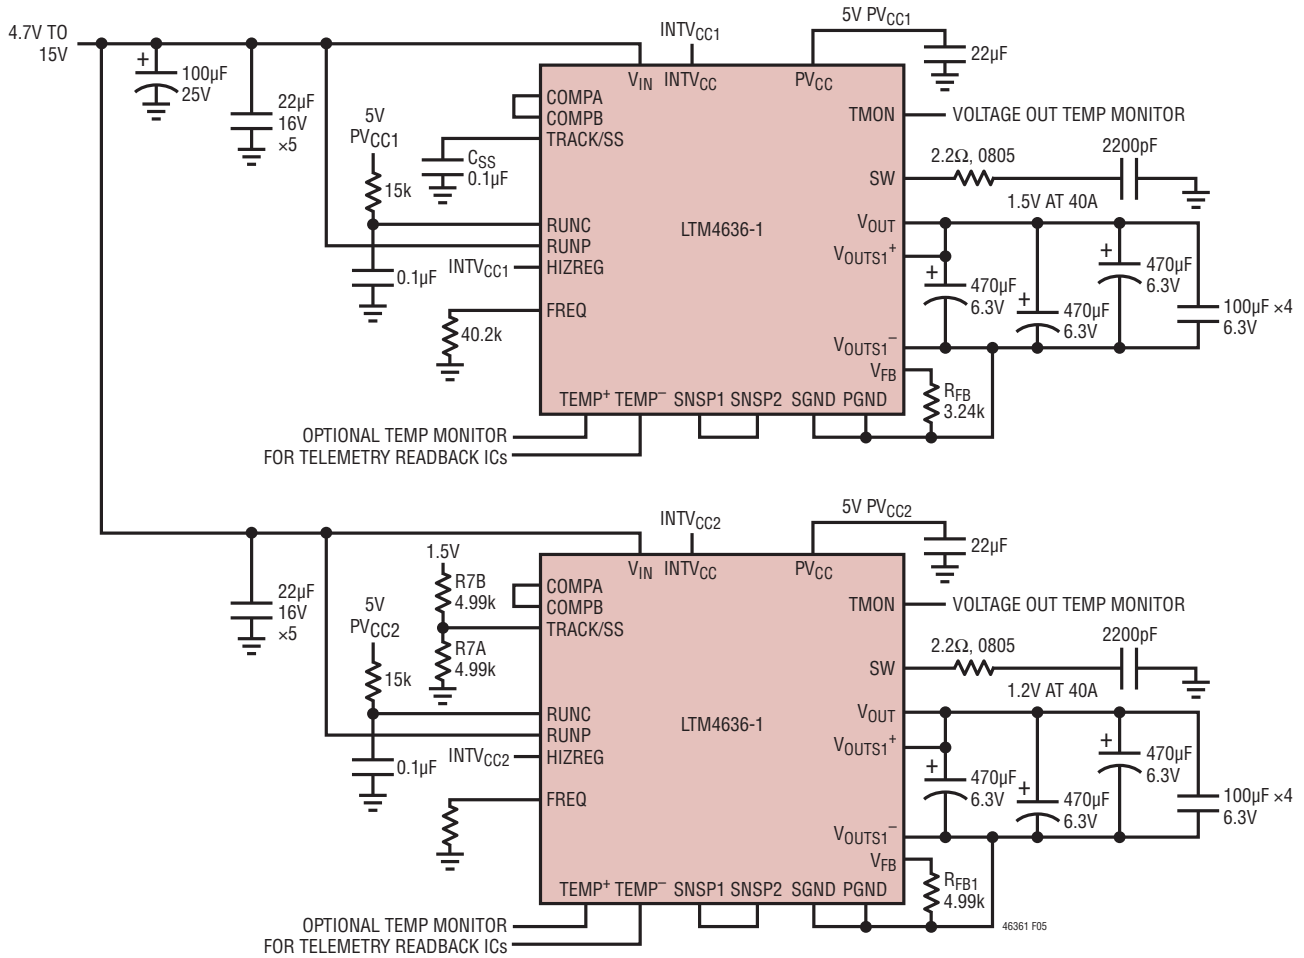 4.7V TO
15V
+
100µF
25V
22µF
16V
×5
5V
PVCC1
15k
0.1µF
CSS
0.1µF
INTVCC1
40.2k
INTVCC1
5V PVCC1
22µF
VIN
INTVCC
PVCC
COMPA
COMPB
TRACK/SS
RUNC
RUNP
HIZREG
FREQ
LTM4636-1
TMON
SW
VOUT
VOUTS1+
VOUTS1–
VFB
TEMP+
TEMP–
SNSP1
SNSP2
SGND
PGND
VOLTAGE OUT TEMP MONITOR
2.2Ω, 0805
2200pF
1.5V AT 40A
+
470µF
6.3V
+
470µF
6.3V
+
470µF
6.3V
100µF ×4
6.3V
RFB
3.24k
OPTIONAL TEMP MONITOR
FOR TELEMETRY READBACK ICs
22µF
16V
×5
5V
PVCC2
15k
0.1µF
1.5V
R7B
4.99k
R7A
4.99k
INTVCC2
INTVCC2
5V PVCC2
22µF
VIN
INTVCC
PVCC
COMPA
COMPB
TRACK/SS
RUNC
RUNP
HIZREG
FREQ
LTM4636-1
TMON
SW
VOUT
VOUTS1+
VOUTS1–
VFB
TEMP+
TEMP–
SNSP1
SNSP2
SGND
PGND
VOLTAGE OUT TEMP MONITOR
2.2Ω, 0805
2200pF
1.2V AT 40A
+
470µF
6.3V
+
470µF
6.3V
+
470µF
6.3V
100µF ×4
6.3V
RFB1
4.99k
OPTIONAL TEMP MONITOR
FOR TELEMETRY READBACK ICs
46361 F05